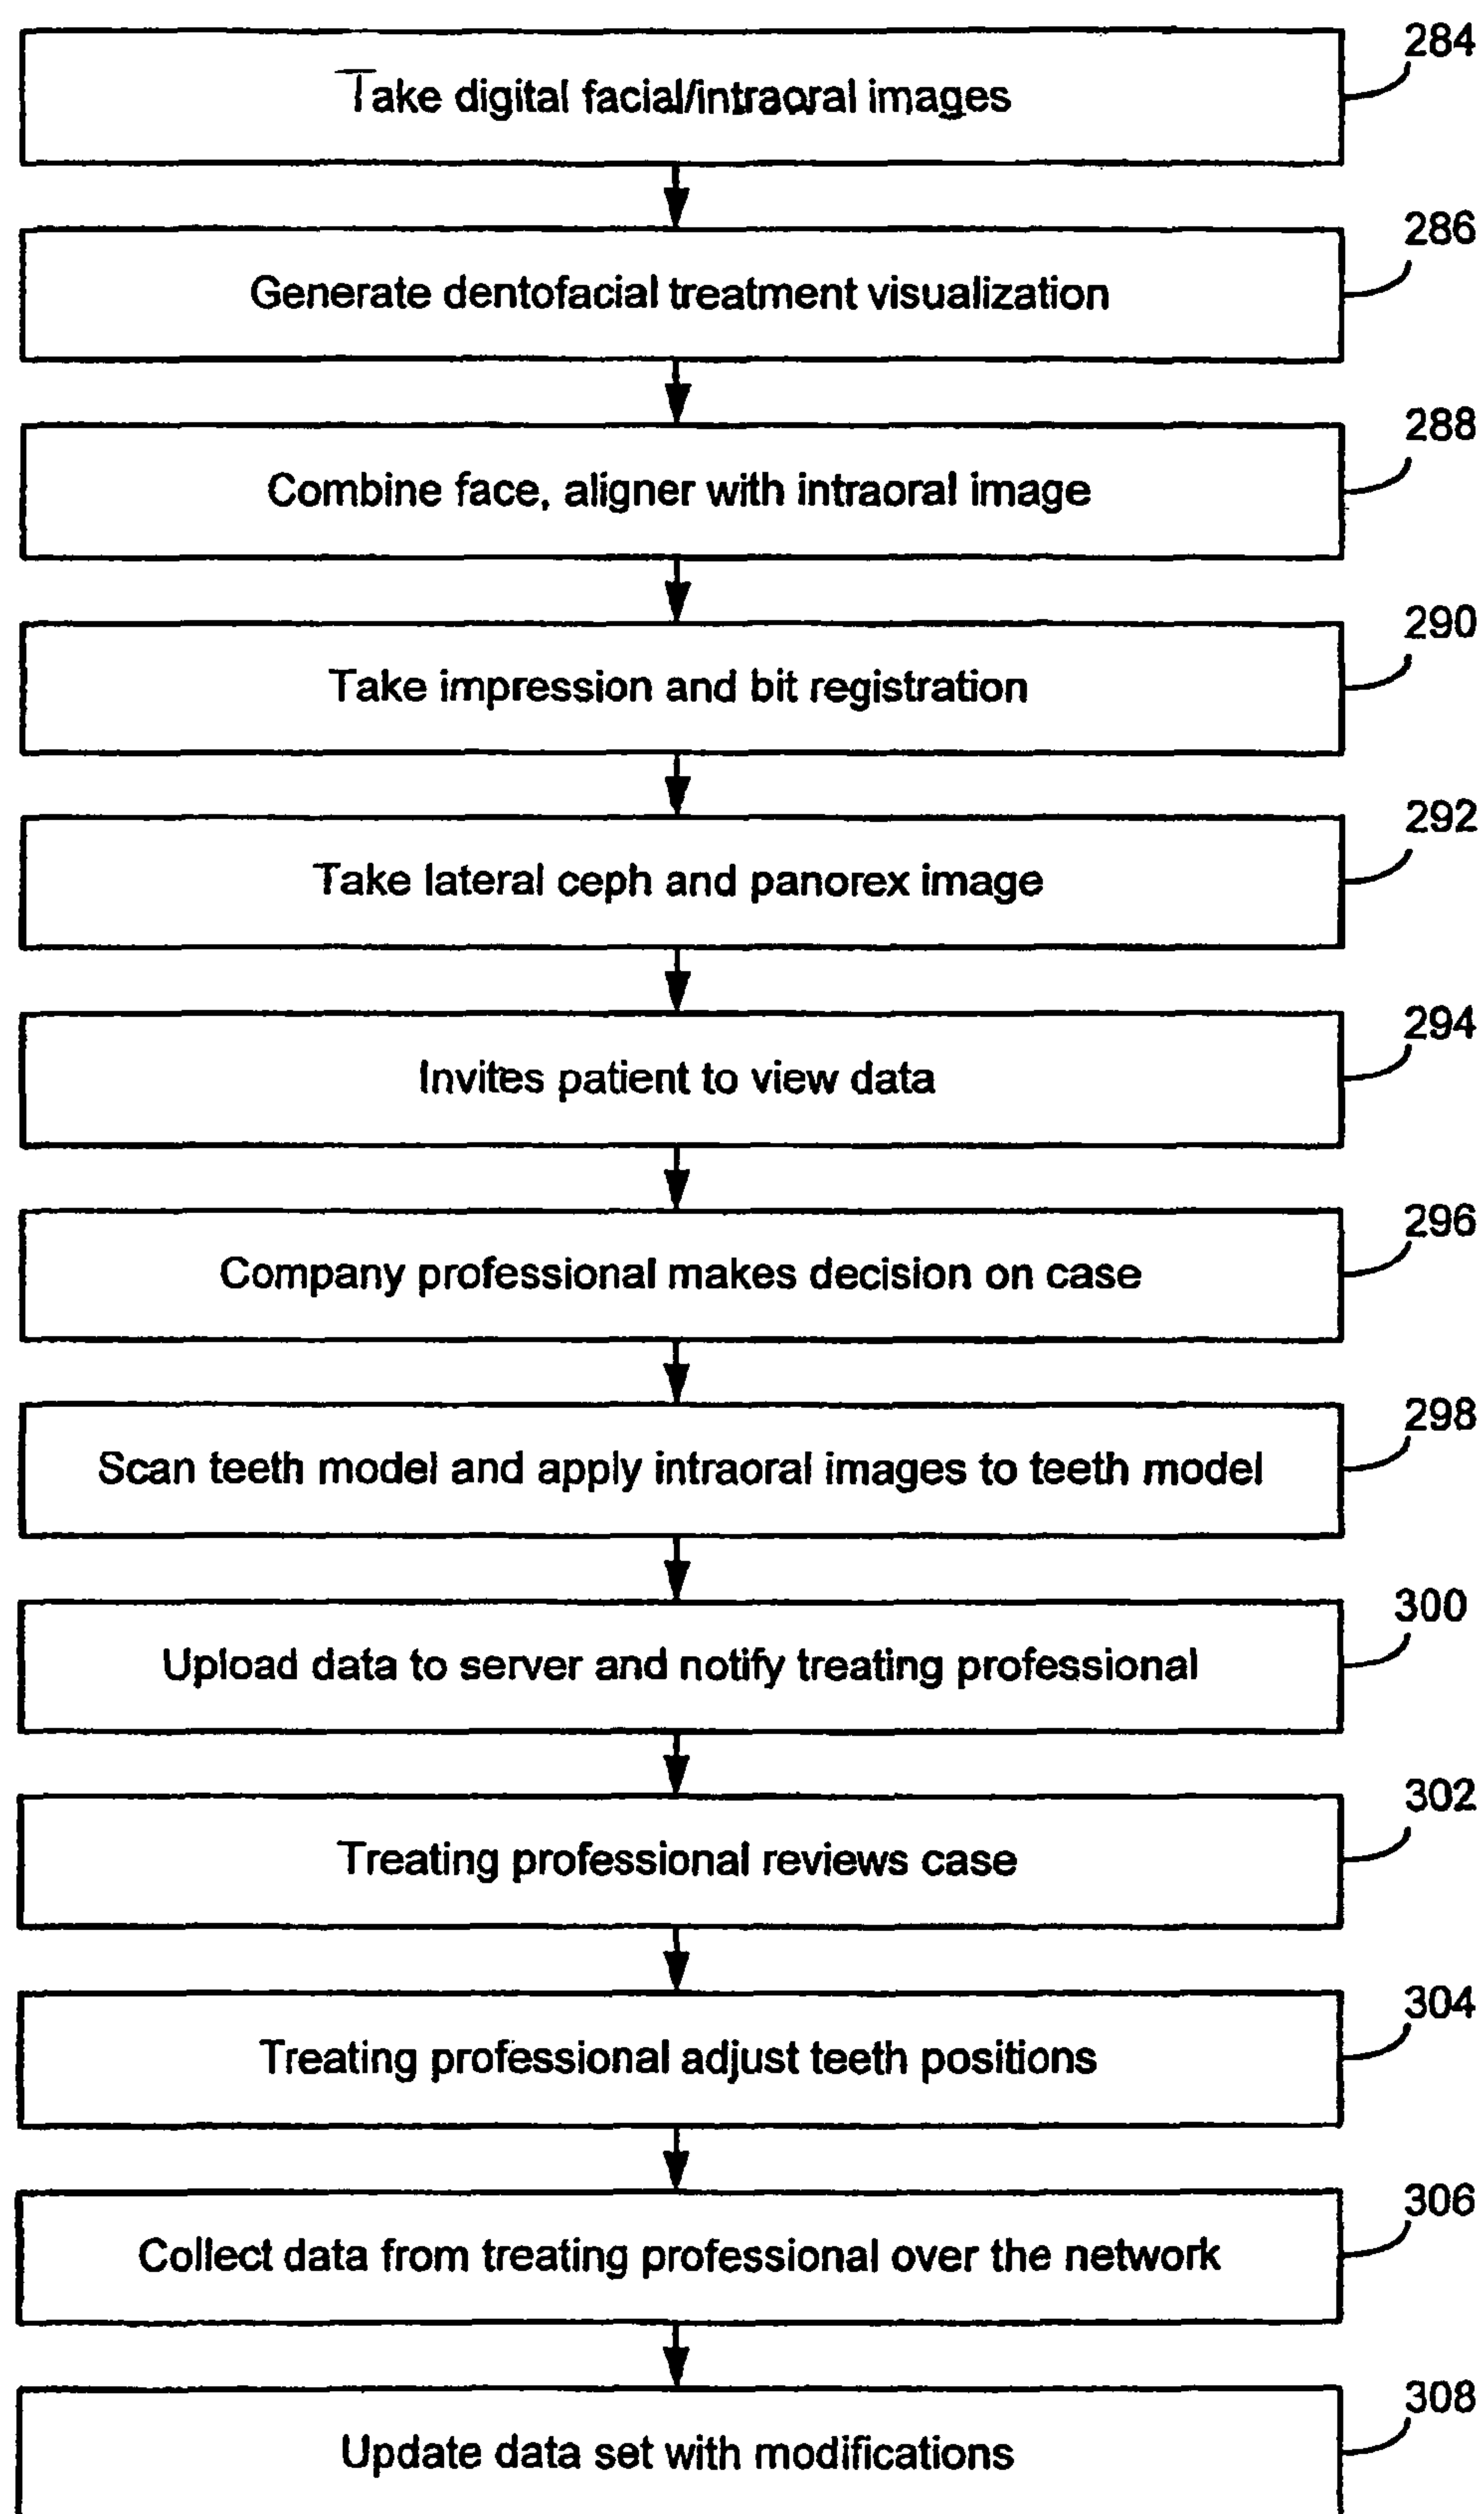 284
Take digital facial/intraoral images
286
Generate dentofacial treatment visualization
288
Combine face, aligner with intraoral image
290
Take impression and bit registration
292
Take lateral ceph and panorex image
294
Invites patient to view data
296
Company professional makes decision on case
298
Scan teeth model and apply intraoral images to teeth model
300
Upload data to server and notify treating professional
302
Treating professional reviews case
304
Treating professional adjust teeth positions
306
Collect data from treating professional over the network
308
Update data set with modifications